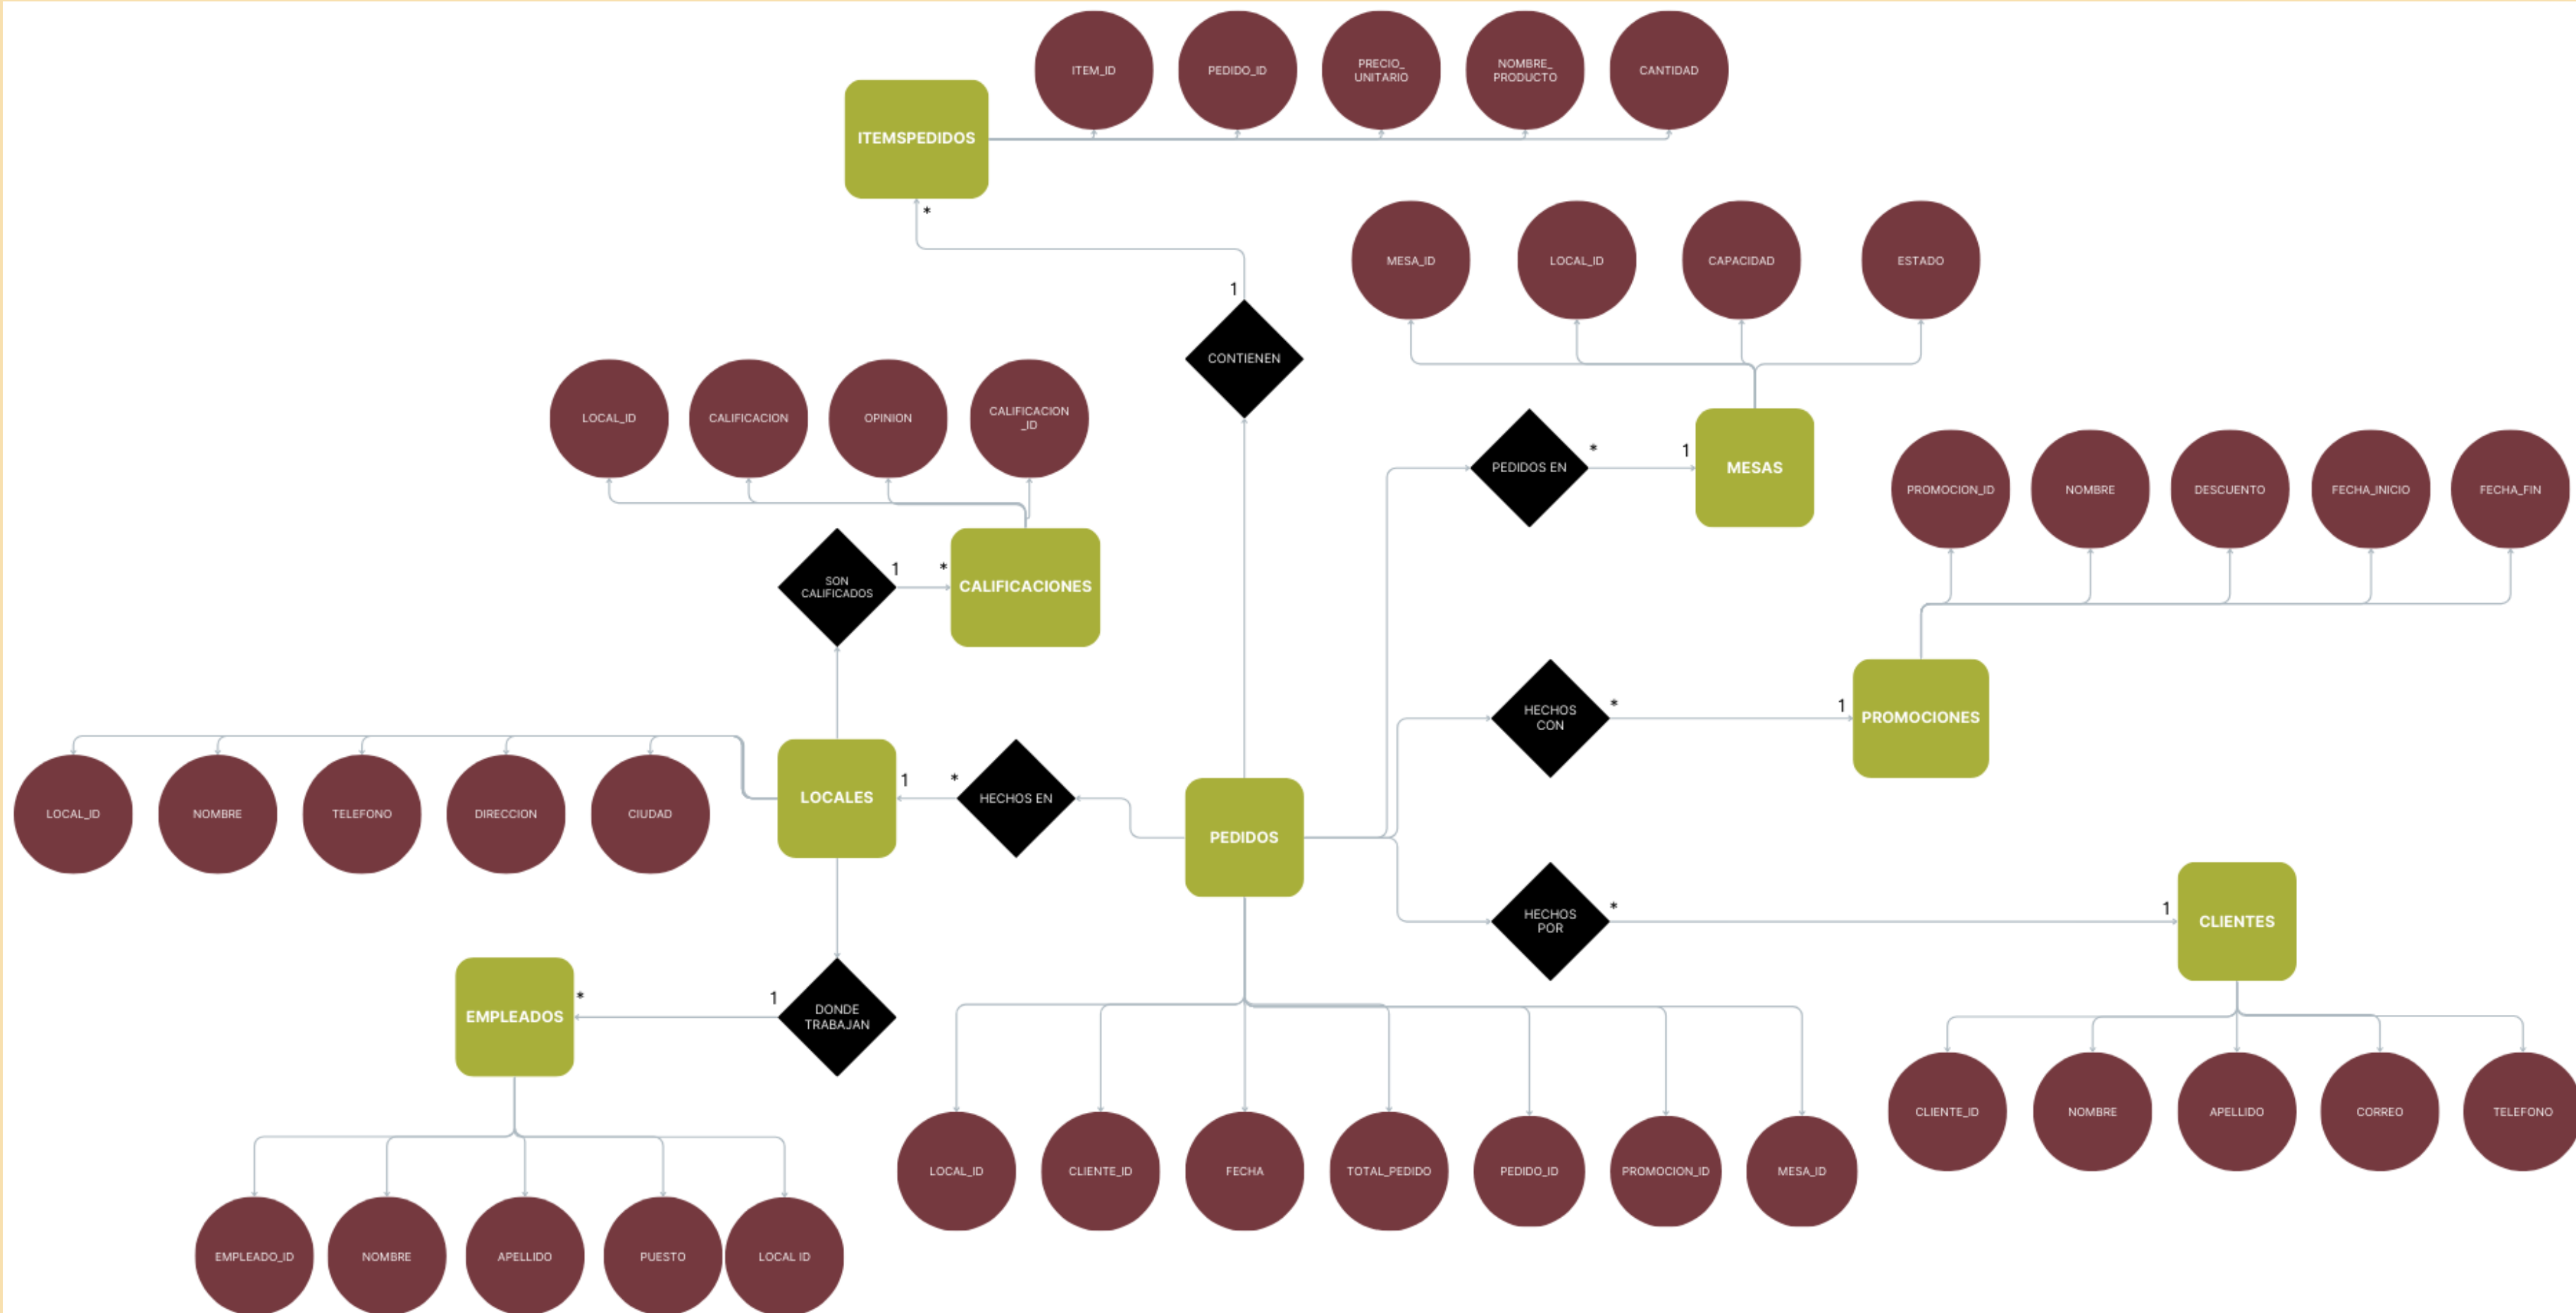 ITEM_ID
PEDIDO_ID
PRECIO_
UNITARIO
NOMBRE_
PRODUCTO
CANTIDAD
ITEMSPEDIDOS
*
MESA_ID
LOCAL_ID
CAPACIDAD
ESTADO
1
CONTIENEN
LOCAL_ID
CALIFICACION
OPINION
CALIFICACION
_ID
PEDIDOS EN
*
1
MESAS
PROMOCION_ID
NOMBRE
DESCUENTO
FECHA_INICIO
FECHA_FIN
SON
CALIFICADOS
1
*
CALIFICACIONES
HECHOS
CON
*
1
PROMOCIONES
LOCAL_ID
NOMBRE
TELEFONO
DIRECCION
CIUDAD
LOCALES
1
*
HECHOS EN
PEDIDOS
HECHOS
POR
*
1
CLIENTES
EMPLEADOS
*
1
DONDE
TRABAJAN
LOCAL_ID
CLIENTE_ID
FECHA
TOTAL_PEDIDO
PEDIDO_ID
PROMOCION_ID
MESA_ID
CLIENTE_ID
NOMBRE
APELLIDO
CORREO
TELEFONO
EMPLEADO_ID
NOMBRE
APELLIDO
PUESTO
LOCAL ID